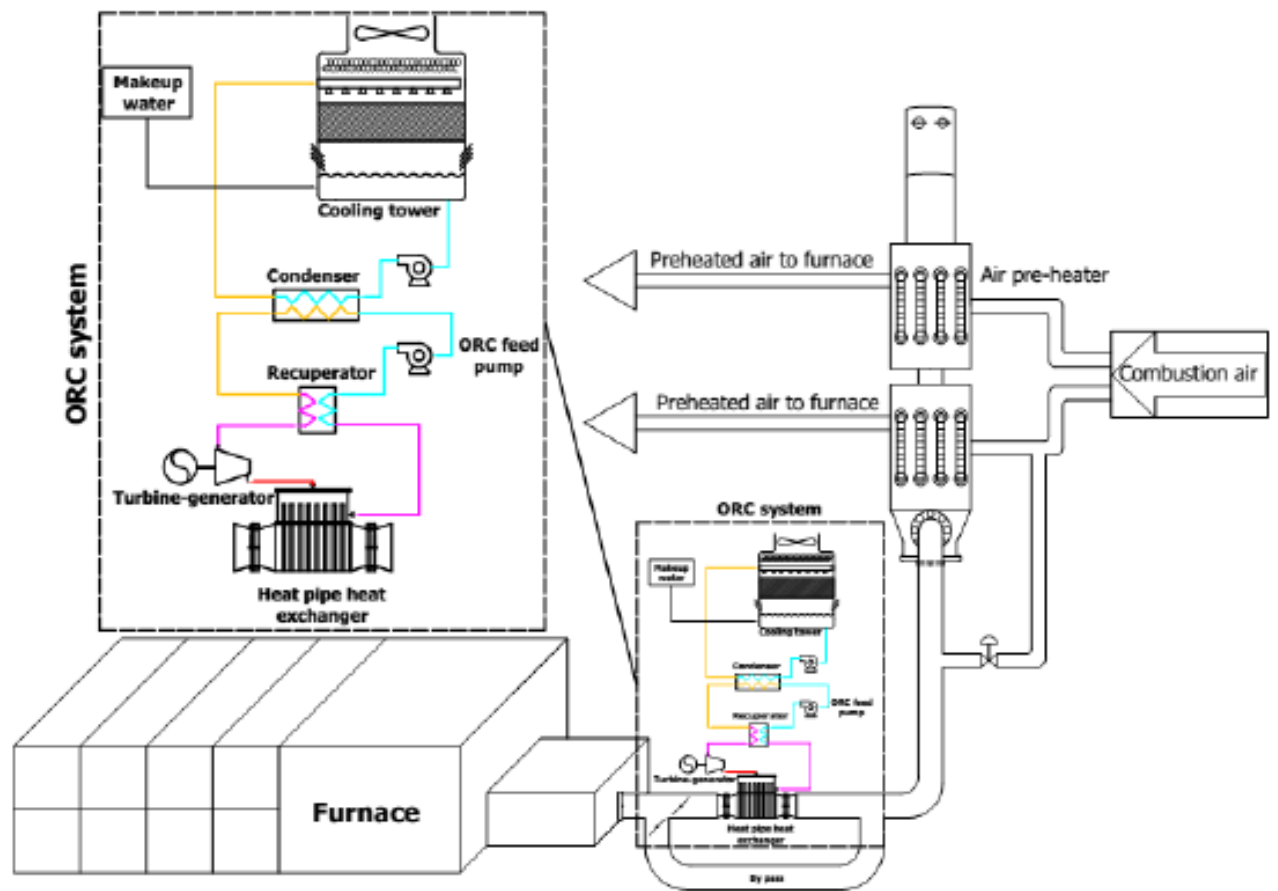 Makeup
water
Cooling tower
Condenser
ORC feed
pump
Recuperator
Turbine-generator
Heat pipe heat
exchanger
ORC system
Preheated air to furnace
Air pre-heater
Combustion air
Preheated air to furnace
ORC system
Makeup
water
Cooling tower
Condenser
ORC feed
pump
Recuperator
Turbine-generator
Heat pipe heat
exchanger
By pass
Furnace